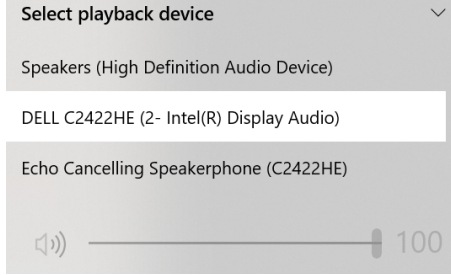 Select playback device
Speakers (High Definition Audio Device)
DELL C2422HE (2- Intel(R) Display Audio)
Echo Cancelling Speakerphone (C2422HE)
100